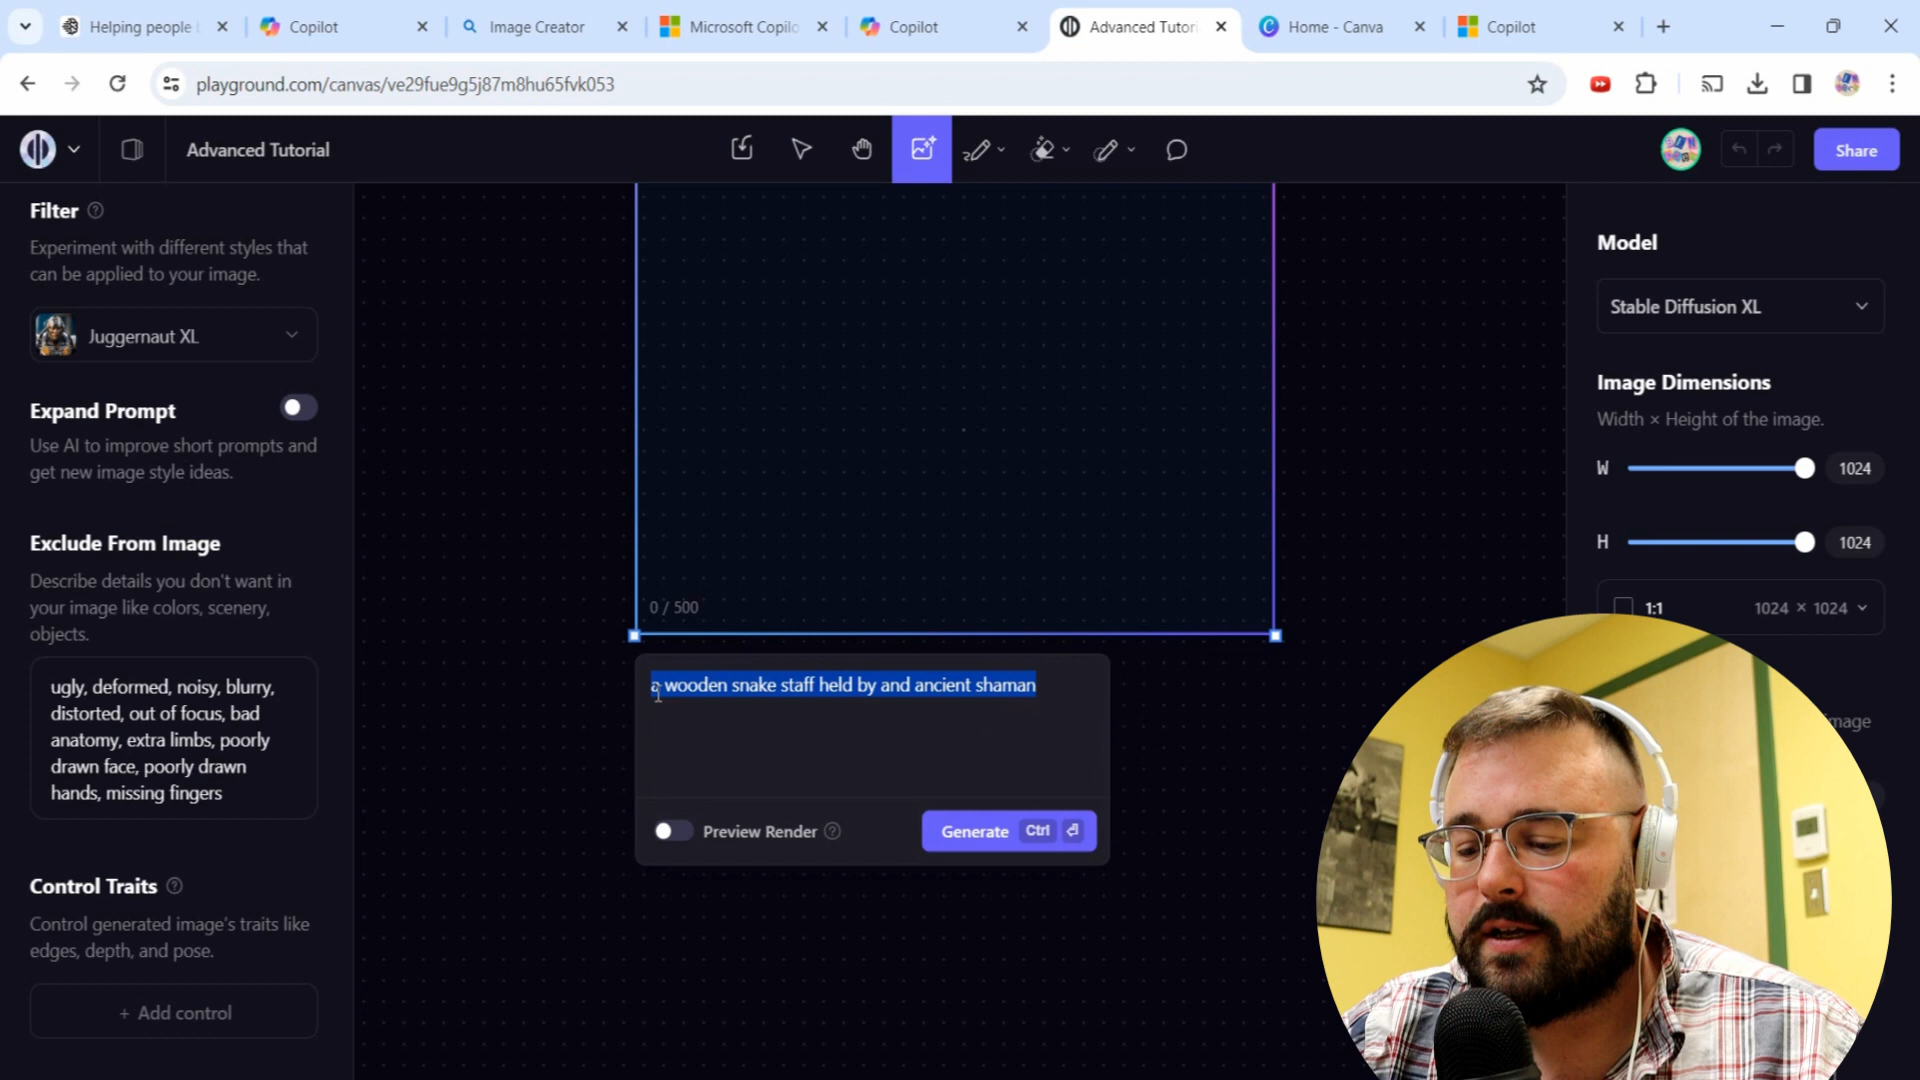 Helping people
Copilot
Image Creator
Microsoft Copilo
Copilot
Advanced Tutori
Home - Canva
Copilot
playground.com/canvas/ve29fue9g5j87m8hu65fvk053
Advanced Tutorial
Share
Filter
Experiment with different styles that
can be applied to your image.
Juggernaut XL
Expand Prompt
Use AI to improve short prompts and
get new image style ideas.
Exclude From Image
Describe details you don't want in
your image like colors, scenery,
objects.
ugly, deformed, noisy, blurry,
distorted, out of focus, bad
anatomy, extra limbs, poorly
drawn face, poorly drawn
hands, missing fingers
Control Traits
Control generated image's traits like
edges, depth, and pose.
+ Add control
0 / 500
a wooden snake staff held by and ancient shaman
Preview Render
Generate Ctrl
Model
Stable Diffusion XL
Image Dimensions
Width × Height of the image.
W 1024
H 1024
1:1 1024 × 1024
mage